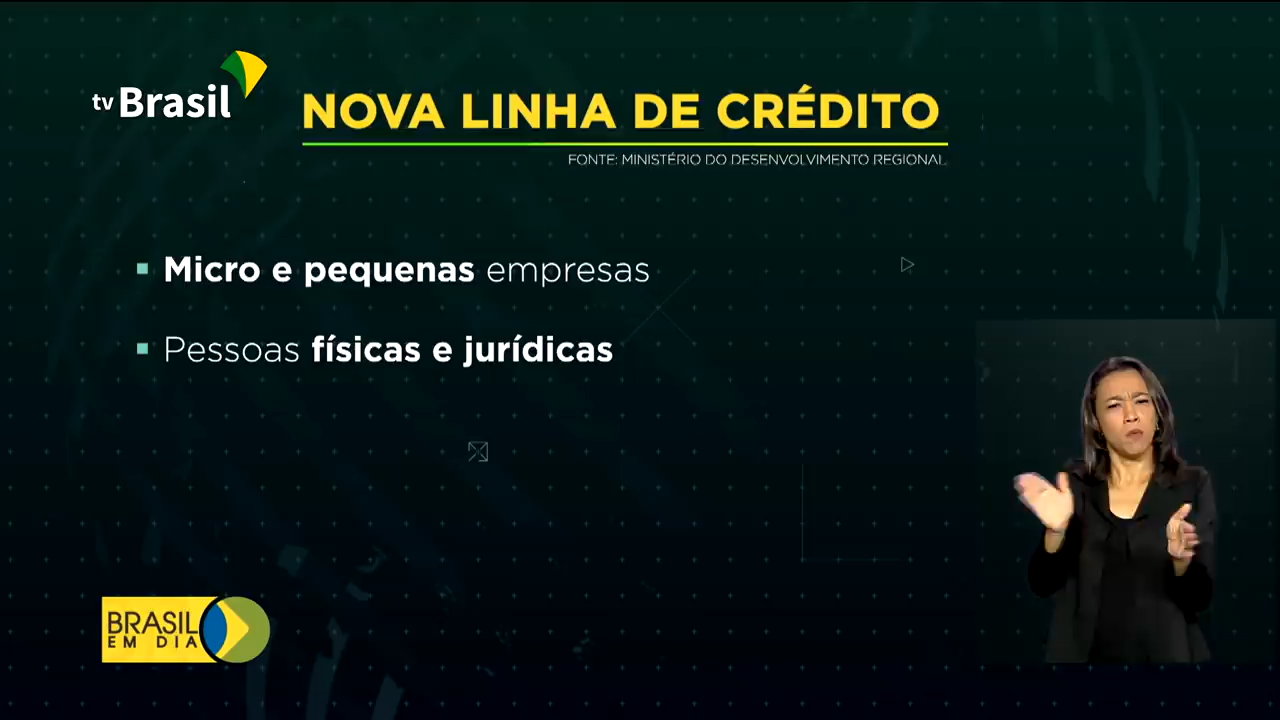 tv Brasil
NOVA LINHA DE CRÉDITO
FONTE: MINISTÉRIO DO DESENVOLVIMENTO REGIONAL
Micro e pequenas empresas
Pessoas físicas e jurídicas
BRASIL
EM DIA